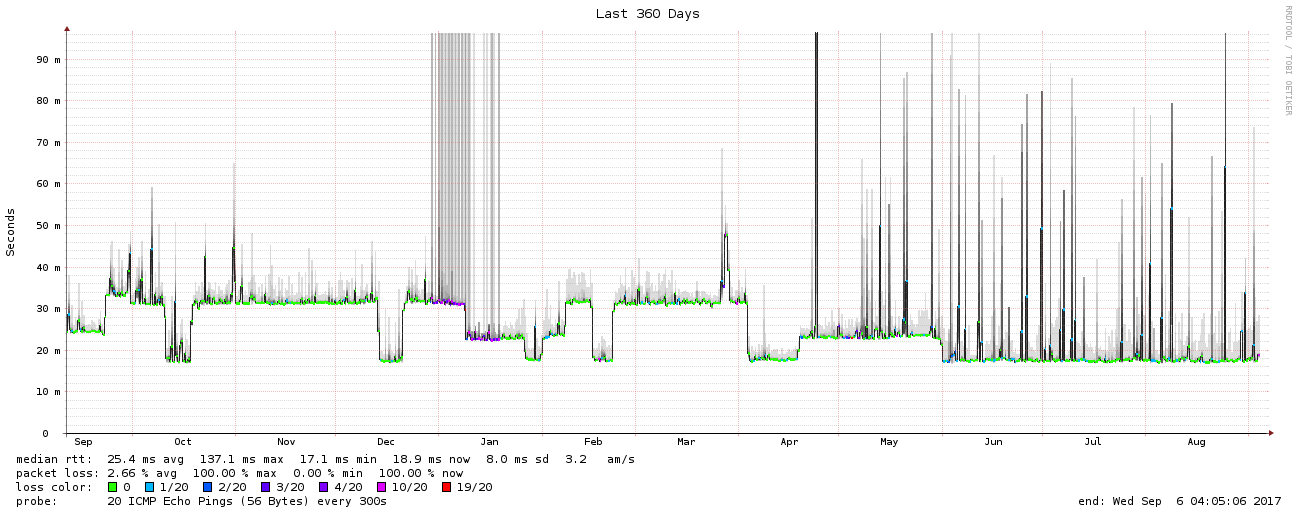 Last 360 Days
RRDTOOL / TOBI OETIKER
Seconds
90 m
80 m
70 m
60 m
50 m
40 m
30 m
20 m
10 m
0
Sep Oct Nov Dec Jan Feb Mar Apr May Jun Jul Aug
median rtt: 25.4 ms avg 137.1 ms max 17.1 ms min 18.9 ms now 8.0 ms sd 3.2 am/s
packet loss: 2.66 % avg 100.00 % max 0.00 % min 100.00 % now
loss color: 0 1/20 2/20 3/20 4/20 10/20 19/20
probe: 20 ICMP Echo Pings (56 Bytes) every 300s
end: Wed Sep 6 04:05:06 2017